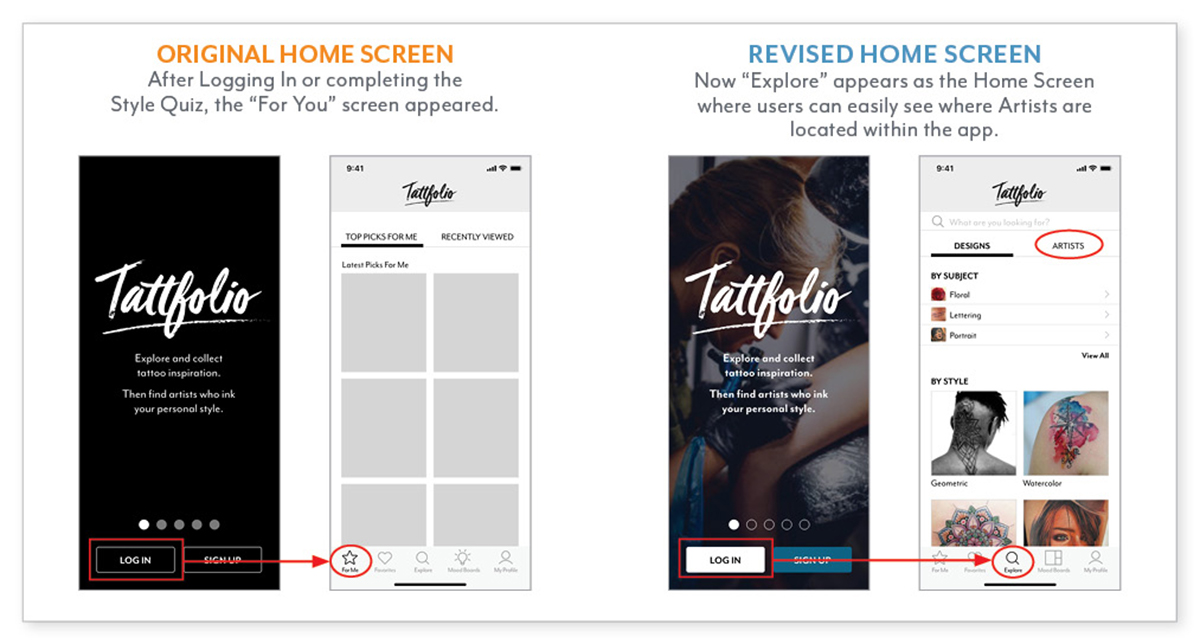 ORIGINAL HOME SCREEN
After Logging In or completing the
Style Quiz, the “For You” screen appeared.
REVISED HOME SCREEN
Now “Explore” appears as the Home Screen
where users can easily see where Artists are
located within the app.
Tattfolio
Explore and collect
tattoo inspiration.
Then find artists who ink
your personal style.
LOG IN
SIGN UP
9:41
Tattfolio
TOP PICKS FOR ME
RECENTLY VIEWED
Latest Picks For Me
For Me
Favorites
Explore
Mood Boards
My Profile
Tattfolio
Explore and collect
tattoo inspiration.
Then find artists who ink
your personal style.
LOG IN
SIGN UP
9:41
Tattfolio
What are you looking for?
DESIGNS
ARTISTS
BY SUBJECT
Floral
Lettering
Portrait
View All
BY STYLE
Geometric
Watercolor
For Me
Favorites
Explore
Mood Boards
My Profile